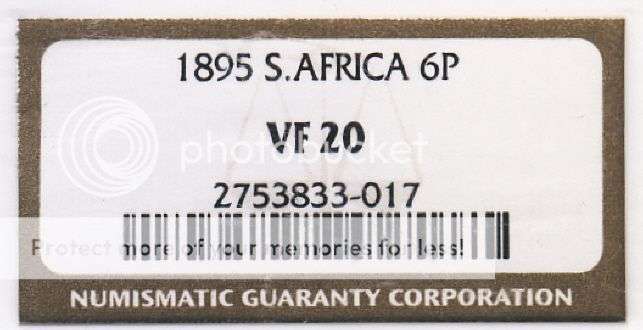 1895 S.AFRICA 6P
VF 20
photobucket
2753833-017
Protect more of your memories for less!
NUMISMATIC GUARANTY CORPORATION